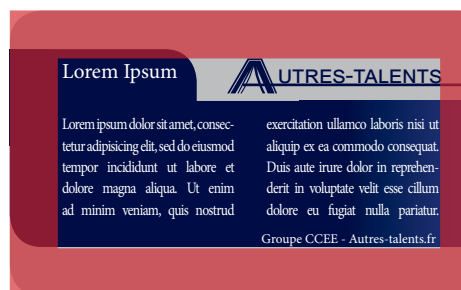 Lorem Ipsum
AUTRES-TALENTS
Lorem ipsum dolor sit amet, consec-
tetur adipisicing elit, sed do eiusmod
tempor incididunt ut labore et
dolore magna aliqua. Ut enim
ad minim veniam, quis nostrud
exercitation ullamco laboris nisi ut
aliquip ex ea commodo consequat.
Duis aute irure dolor in reprehen-
derit in voluptate velit esse cillum
dolore eu fugiat nulla pariatur.
Groupe CCEE - Autres-talents.fr